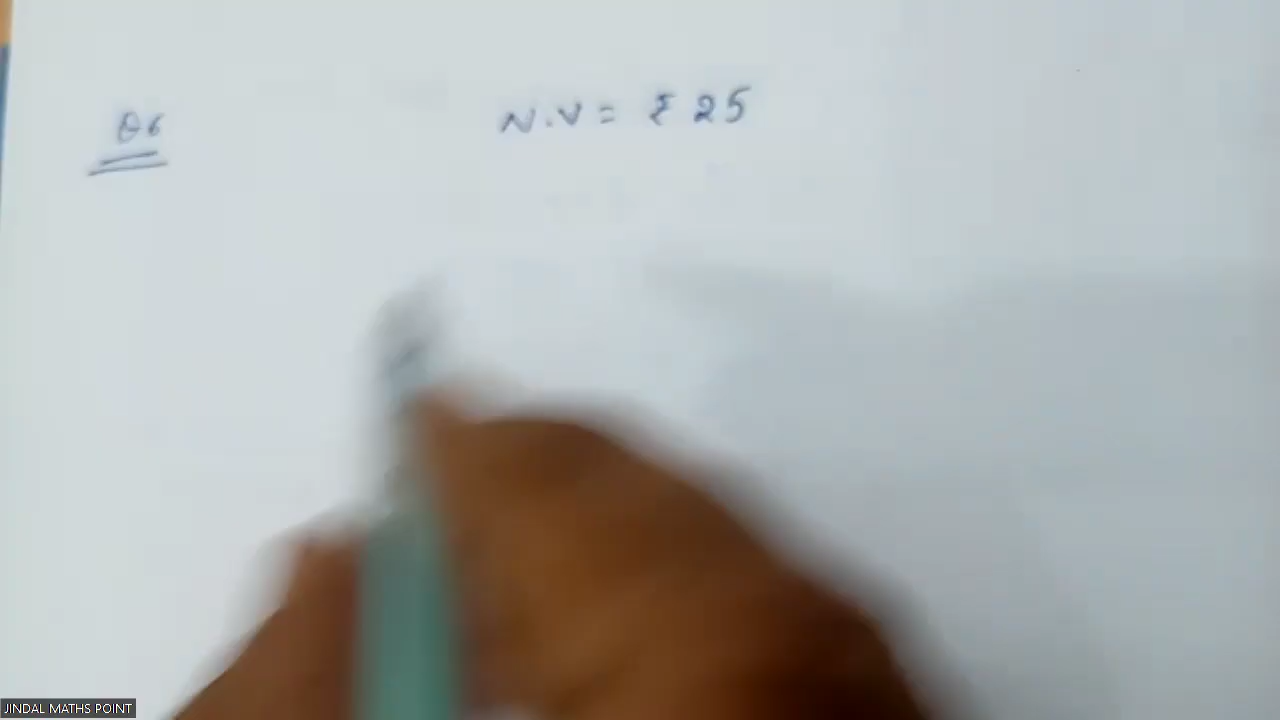 Q6
N.V = ₹ 25
JINDAL MATHS POINT